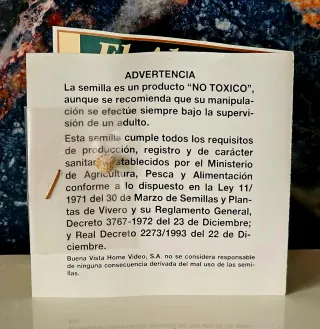 ADVERTENCIA
La semilla es un producto “NO TOXICO”,
aunque se recomienda que su manipula-
ción se efectúe siempre bajo la supervi-
sión de un adulto.
Esta semilla cumple todos los requisitos
de producción, registro y de carácter
sanitario establecidos por el Ministerio
de Agricultura, Pesca y Alimentación
conforme a lo dispuesto en la Ley 11/
1971 del 30 de Marzo de Semillas y Plan-
tas de Vivero y su Reglamento General,
Decreto 3767-1972 del 23 de Diciembre;
y Real Decreto 2273/1993 del 22 de Di-
ciembre.
Buena Vista Home Video, S.A. no se considera responsable
de ninguna consecuencia derivada del mal uso de las semi-
llas.